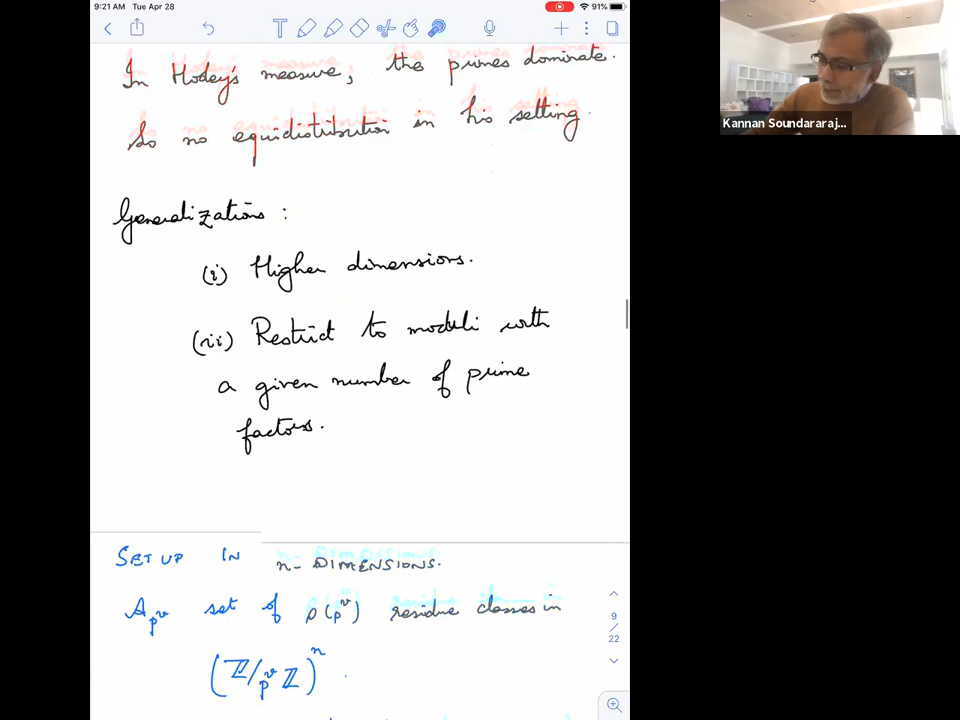 9:21 AM Tue Apr 28
91%
In Hooley's measure, the primes dominate.
So no equidistribution in his setting.
Generalizations :
(i) Higher dimensions.
(ii) Restrict to moduli with
a given number of prime
factors.
SET UP IN n- DIMENSIONS.
A_{p^v} set of ρ(p^v) residue classes in
(ℤ/p^v ℤ)^n.
9
/
22
Kannan Soundararaj...